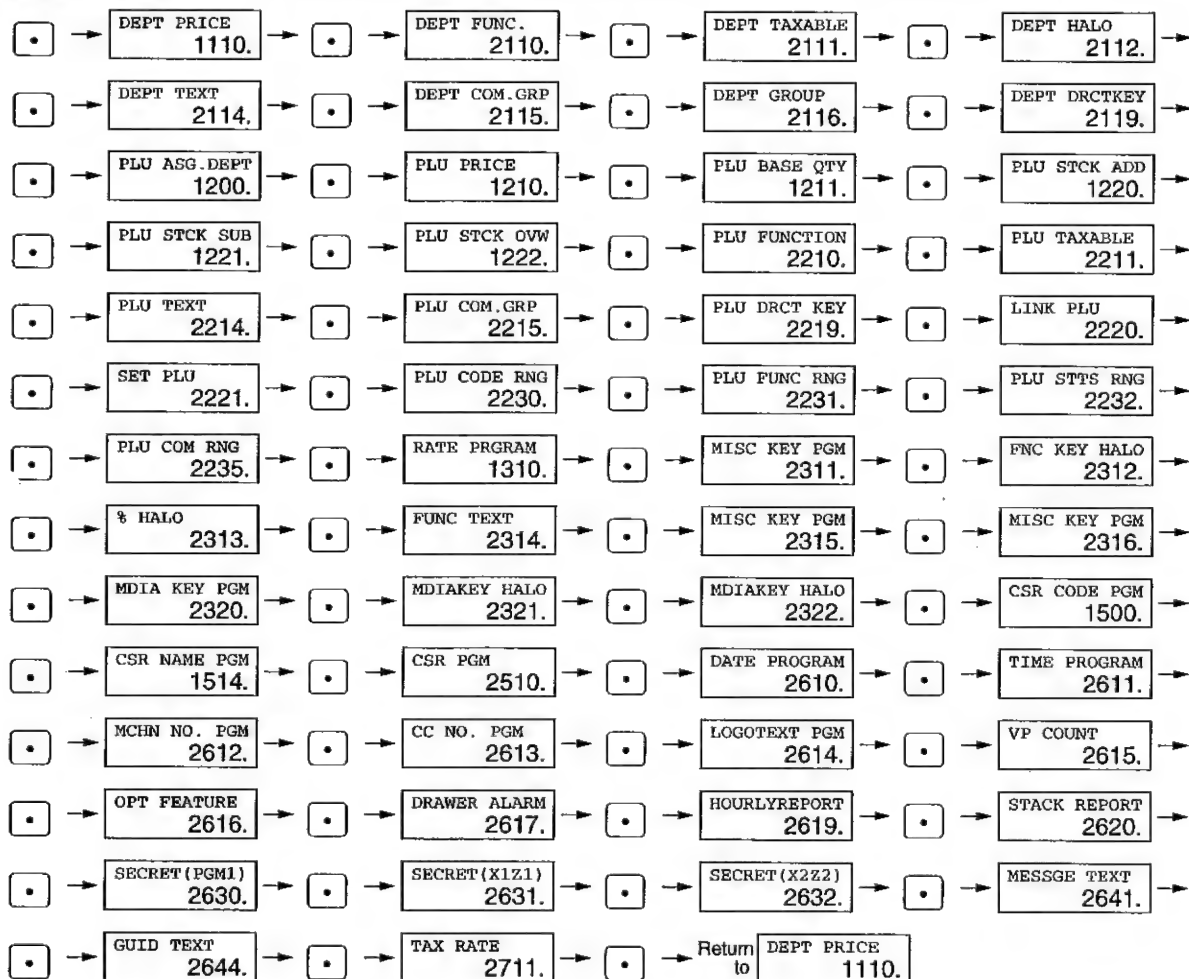 DEPT PRICE
1110.
DEPT FUNC.
2110.
DEPT TAXABLE
2111.
DEPT HALO
2112.
DEPT TEXT
2114.
DEPT COM.GRP
2115.
DEPT GROUP
2116.
DEPT DRCTKEY
2119.
PLU ASG.DEPT
1200.
PLU PRICE
1210.
PLU BASE QTY
1211.
PLU STCK ADD
1220.
PLU STCK SUB
1221.
PLU STCK OVW
1222.
PLU FUNCTION
2210.
PLU TAXABLE
2211.
PLU TEXT
2214.
PLU COM.GRP
2215.
PLU DRCT KEY
2219.
LINK PLU
2220.
SET PLU
2221.
PLU CODE RNG
2230.
PLU FUNC RNG
2231.
PLU STTS RNG
2232.
PLU COM RNG
2235.
RATE PRGRAM
1310.
MISC KEY PGM
2311.
FNC KEY HALO
2312.
% HALO
2313.
FUNC TEXT
2314.
MISC KEY PGM
2315.
MISC KEY PGM
2316.
MDIA KEY PGM
2320.
MDIAKEY HALO
2321.
MDIAKEY HALO
2322.
CSR CODE PGM
1500.
CSR NAME PGM
1514.
CSR PGM
2510.
DATE PROGRAM
2610.
TIME PROGRAM
2611.
MCHN NO. PGM
2612.
CC NO. PGM
2613.
LOGOTEXT PGM
2614.
VP COUNT
2615.
OPT FEATURE
2616.
DRAWER ALARM
2617.
HOURLYREPORT
2619.
STACK REPORT
2620.
SECRET(PGM1)
2630.
SECRET(X1Z1)
2631.
SECRET(X2Z2)
2632.
MESSGE TEXT
2641.
GUID TEXT
2644.
TAX RATE
2711.
Return
to
DEPT PRICE
1110.